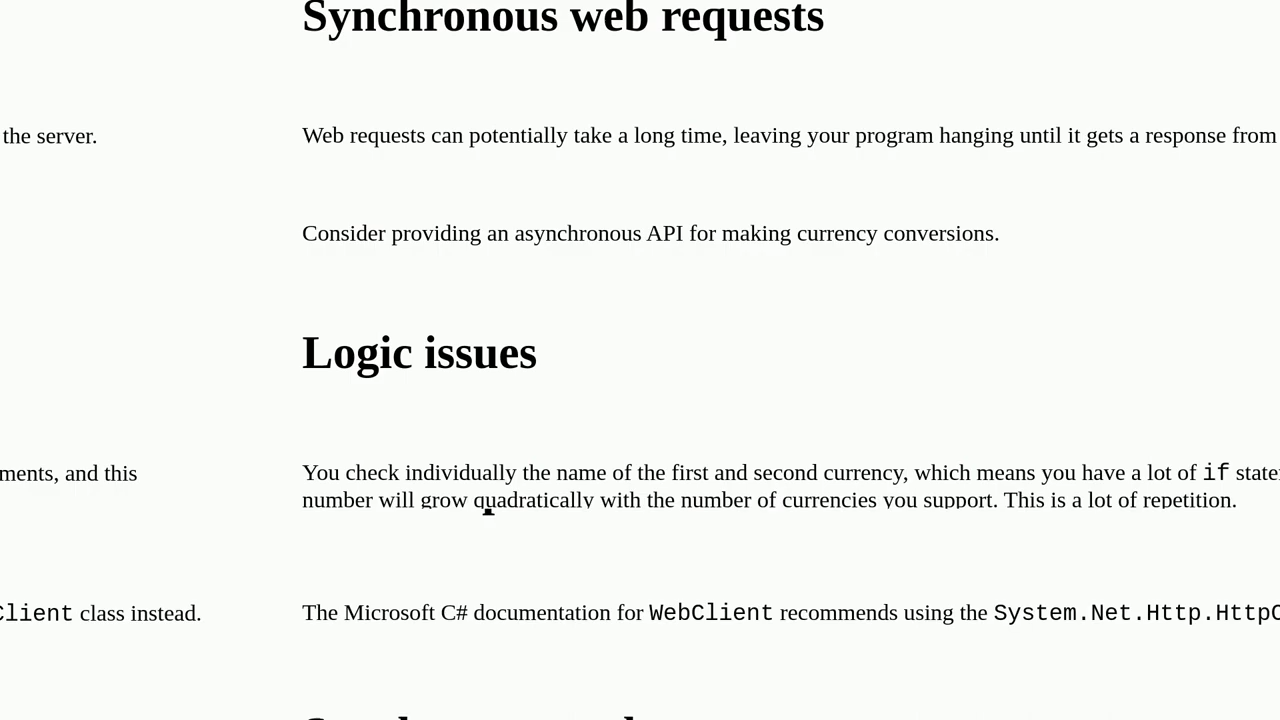 Synchronous web requests
the server.
Web requests can potentially take a long time, leaving your program hanging until it gets a response from
Consider providing an asynchronous API for making currency conversions.
Logic issues
ments, and this
You check individually the name of the first and second currency, which means you have a lot of if state
number will grow quadratically with the number of currencies you support. This is a lot of repetition.
Client class instead.
The Microsoft C# documentation for WebClient recommends using the System.Net.Http.HttpC